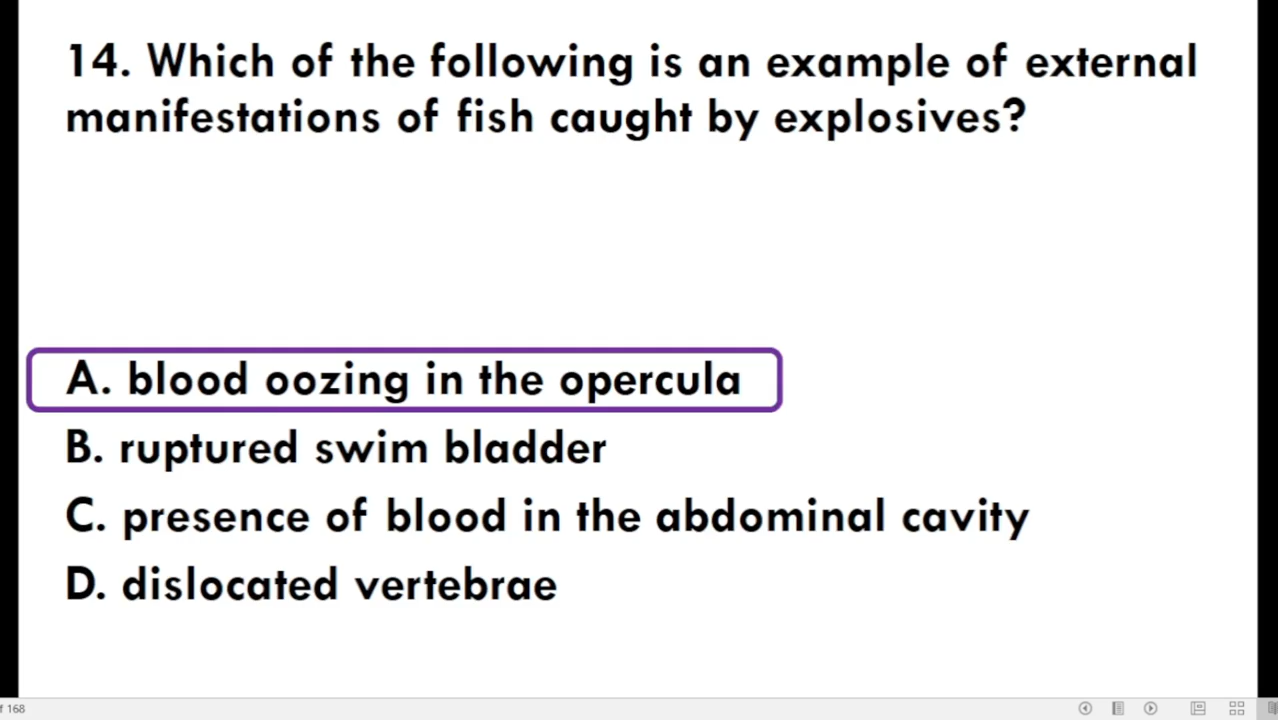 14. Which of the following is an example of external
manifestations of fish caught by explosives?
A. blood oozing in the opercula
B. ruptured swim bladder
C. presence of blood in the abdominal cavity
D. dislocated vertebrae
f 168